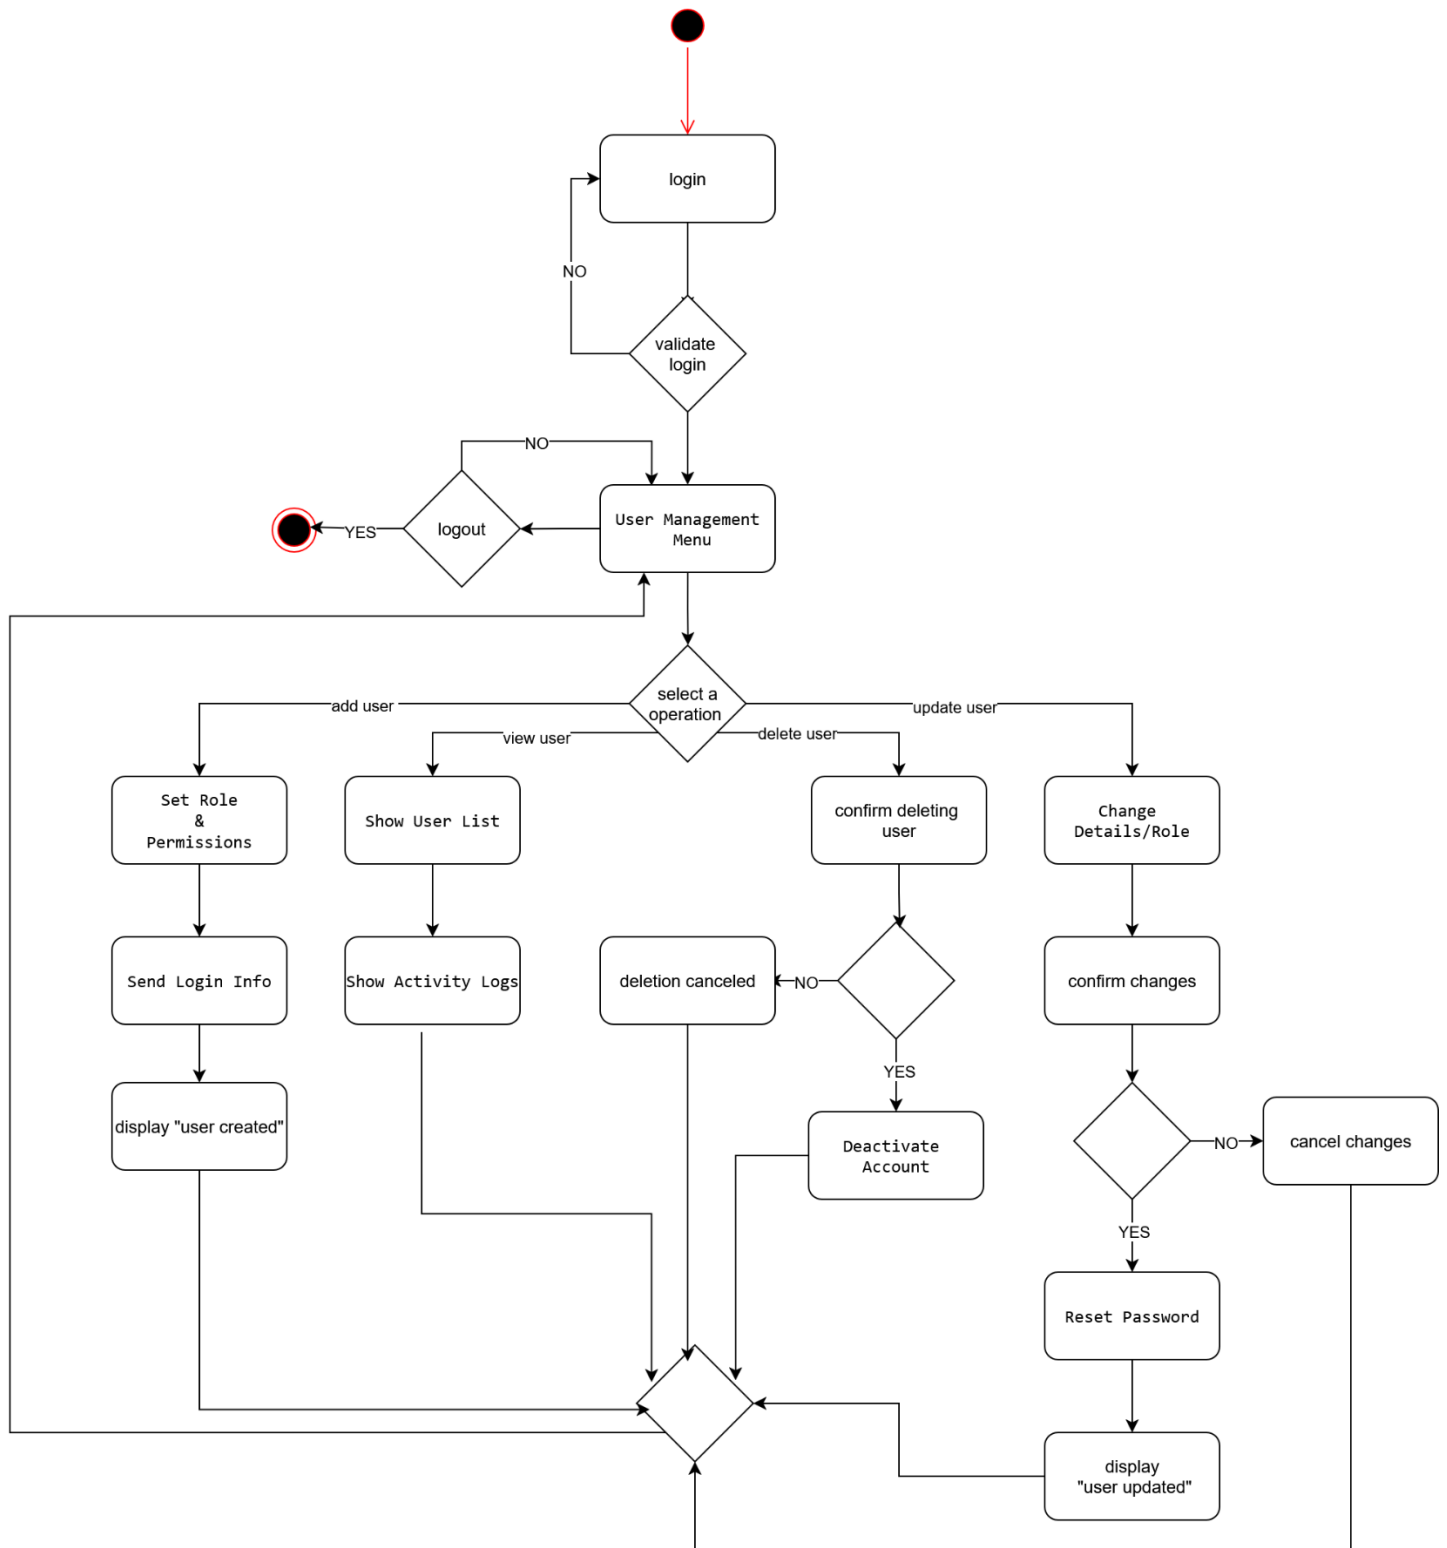 login
NO
validate
login
NO
User Management
Menu
logout
YES
select a
operation
add user
update user
view user
delete user
Set Role
&
Permissions
Show User List
confirm deleting
user
Change
Details/Role
Send Login Info
Show Activity Logs
deletion canceled
NO
confirm changes
YES
display "user created"
Deactivate
Account
NO
cancel changes
YES
Reset Password
display
"user updated"